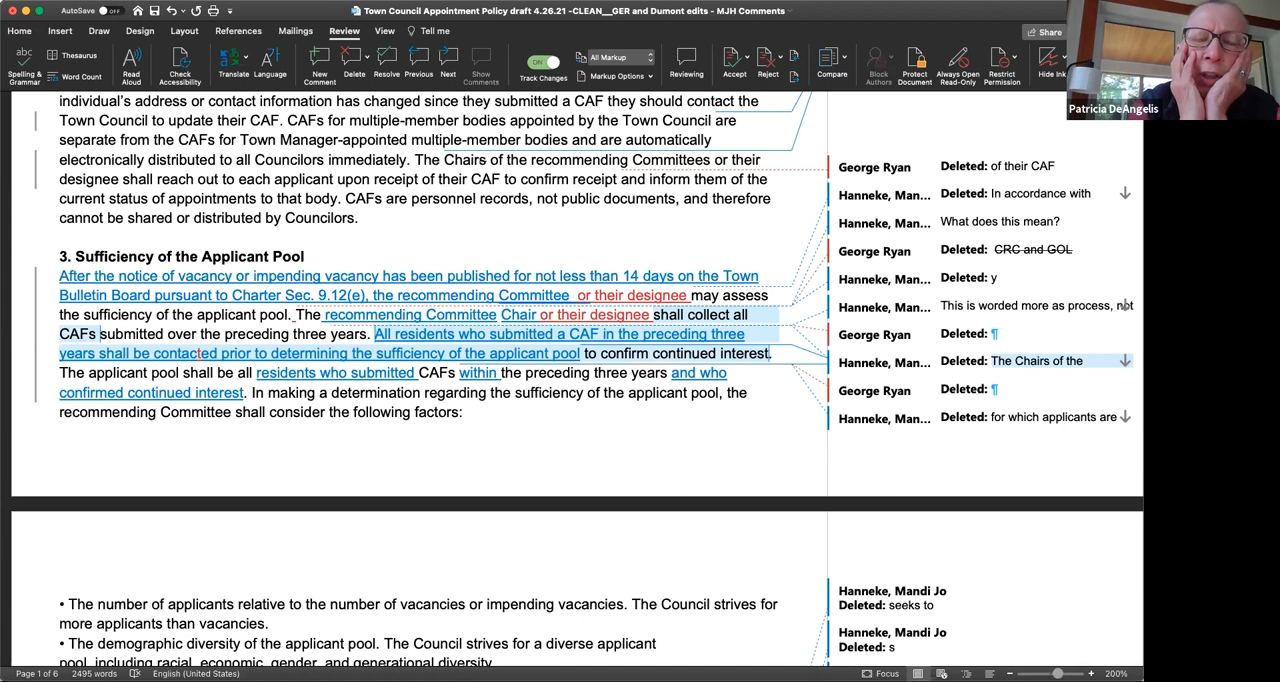 AutoSave OFF Town Council Appointment Policy draft 4.26.21 -CLEAN__GER and Dumont edits - MJH Comments
Home Insert Draw Design Layout References Mailings Review View Tell me Share
abc
Spelling & Grammar Thesaurus Word Count Read Aloud Check Accessibility Translate Language New Comment Delete Resolve Previous Next Show Comments ON Track Changes All Markup Markup Options Reviewing Accept Reject Compare Block Authors Protect Document Always Open Read-Only Restrict Permission Hide Ink
Patricia DeAngelis
individual's address or contact information has changed since they submitted a CAF they should contact the
Town Council to update their CAF. CAFs for multiple-member bodies appointed by the Town Council are
separate from the CAFs for Town Manager-appointed multiple-member bodies and are automatically
electronically distributed to all Councilors immediately. The Chairs of the recommending Committees or their
designee shall reach out to each applicant upon receipt of their CAF to confirm receipt and inform them of the
current status of appointments to that body. CAFs are personnel records, not public documents, and therefore
cannot be shared or distributed by Councilors.
3. Sufficiency of the Applicant Pool
After the notice of vacancy or impending vacancy has been published for not less than 14 days on the Town
Bulletin Board pursuant to Charter Sec. 9.12(e), the recommending Committee or their designee may assess
the sufficiency of the applicant pool. The recommending Committee Chair or their designee shall collect all
CAFs submitted over the preceding three years. All residents who submitted a CAF in the preceding three
years shall be contacted prior to determining the sufficiency of the applicant pool to confirm continued interest.
The applicant pool shall be all residents who submitted CAFs within the preceding three years and who
confirmed continued interest. In making a determination regarding the sufficiency of the applicant pool, the
recommending Committee shall consider the following factors:
George Ryan Deleted: of their CAF
Hanneke, Man... Deleted: In accordance with
Hanneke, Man... What does this mean?
George Ryan Deleted: CRC and GOL
Hanneke, Man... Deleted: y
Hanneke, Man... This is worded more as process, not
George Ryan Deleted: ¶
Hanneke, Man... Deleted: The Chairs of the
George Ryan Deleted: ¶
Hanneke, Man... Deleted: for which applicants are
• The number of applicants relative to the number of vacancies or impending vacancies. The Council strives for
more applicants than vacancies.
• The demographic diversity of the applicant pool. The Council strives for a diverse applicant
pool, including racial, economic, gender, and generational diversity
Hanneke, Mandi Jo
Deleted: seeks to
Hanneke, Mandi Jo
Deleted: s
Page 1 of 6 2495 words English (United States) Focus 200%